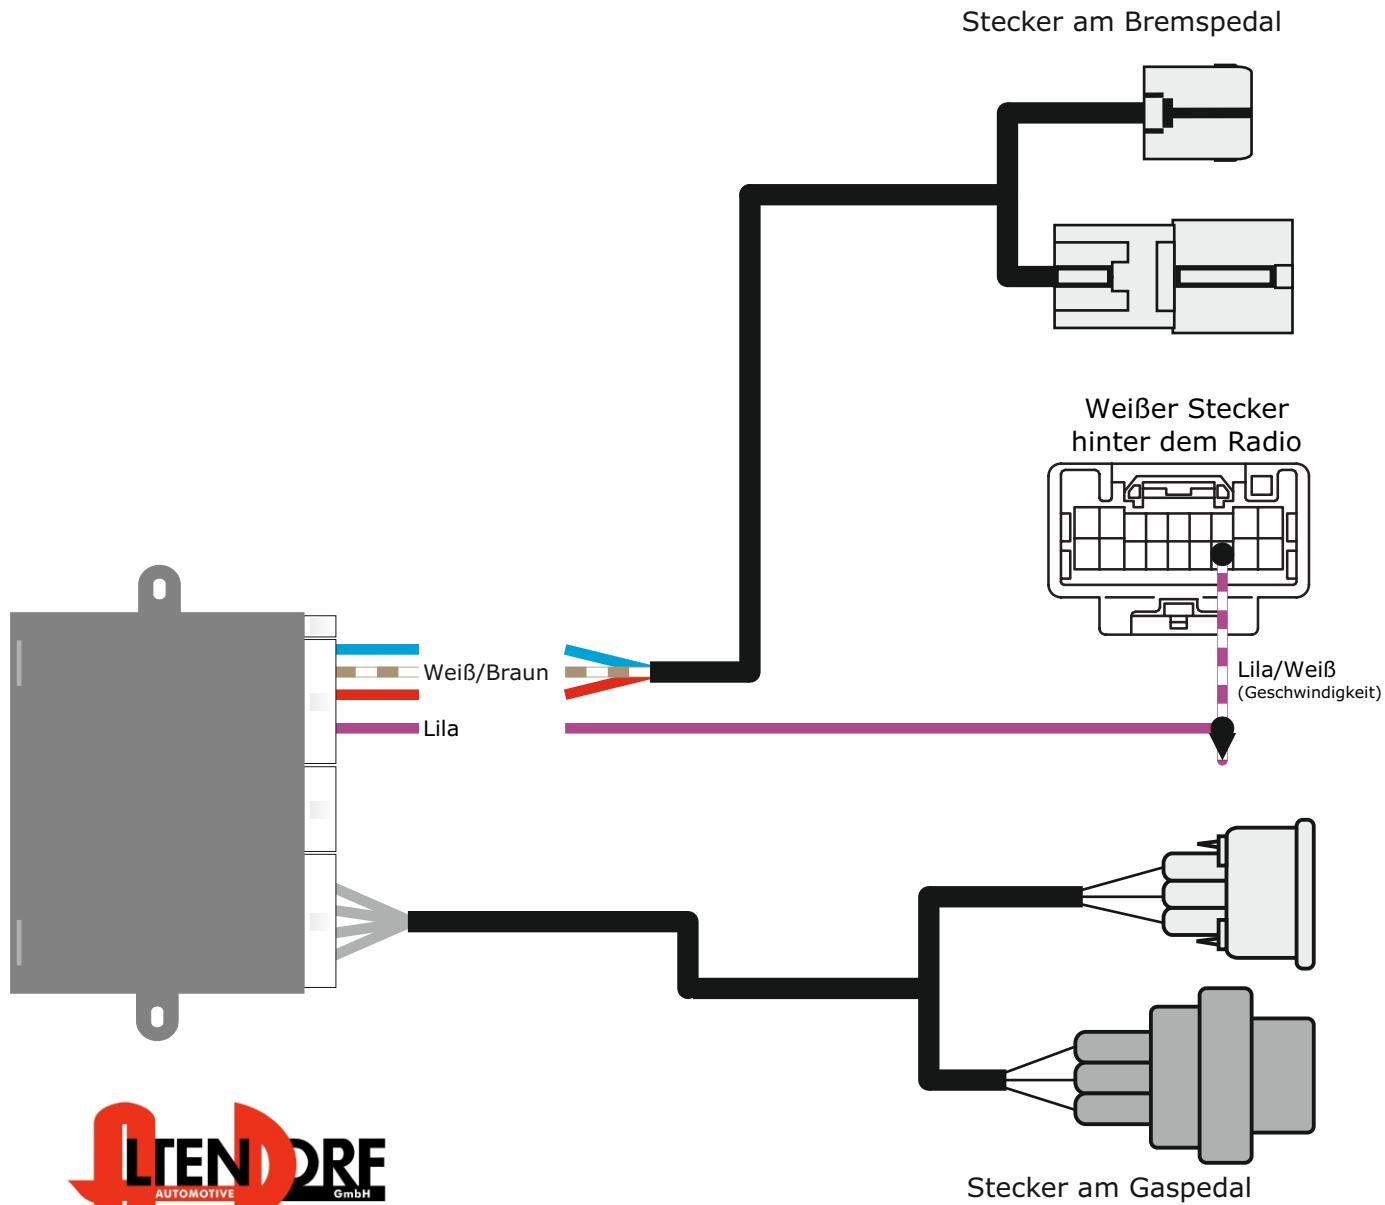 Stecker am Bremspedal
Weißer Stecker
hinter dem Radio
Weiß/Braun
Lila/Weiß
(Geschwindigkeit)
Lila
ALTENDORF
AUTOMOTIVE
GmbH
Stecker am Gaspedal